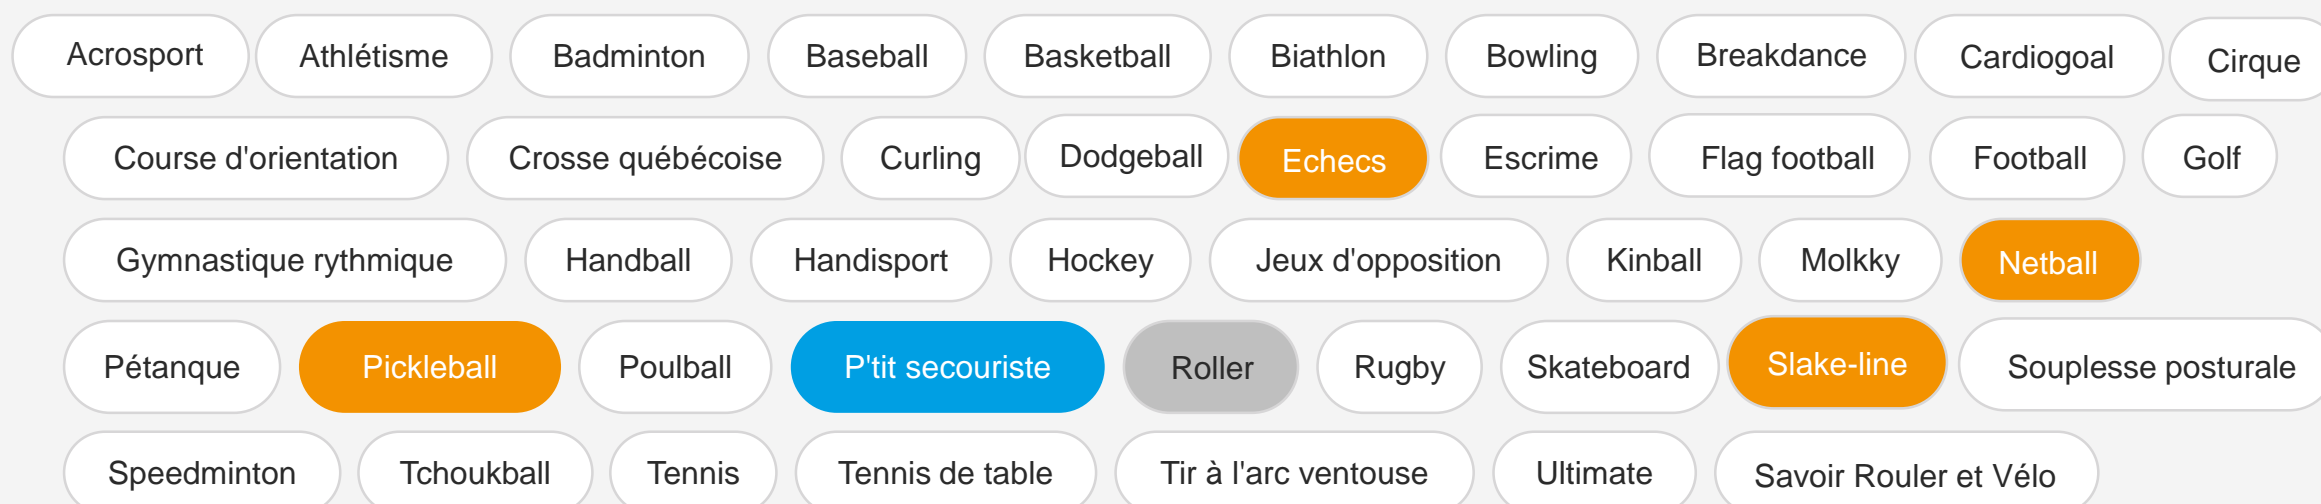 Acrosport Athlétisme Badminton Baseball Basketball Biathlon Bowling Breakdance Cardiogoal Cirque
Course d'orientation Crosse québécoise Curling Dodgeball Echecs Escrime Flag football Football Golf
Gymnastique rythmique Handball Handisport Hockey Jeux d'opposition Kinball Molkky Netball
Pétanque Pickleball Poulball P'tit secouriste Roller Rugby Skateboard Slake-line Souplesse posturale
Speedminton Tchoukball Tennis Tennis de table Tir à l'arc ventouse Ultimate Savoir Rouler et Vélo